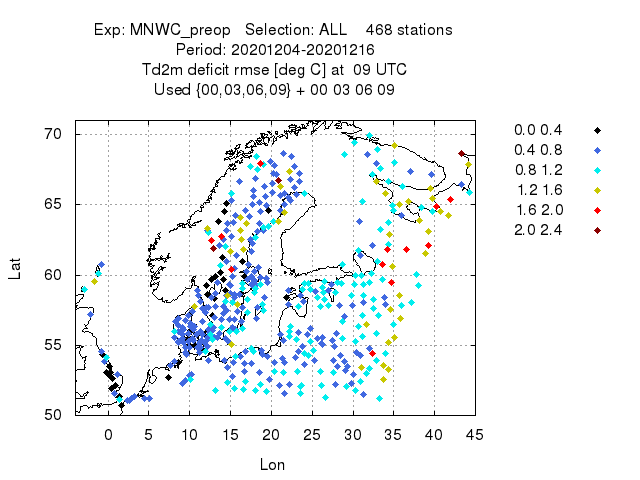 Exp: MNWC_preop Selection: ALL 468 stations
Period: 20201204-20201216
Td2m deficit rmse [deg C] at 09 UTC
Used {00,03,06,09} + 00 03 06 09
70
65
60
55
50
Lat
0 5 10 15 20 25 30 35 40 45
Lon
0.0 0.4
0.4 0.8
0.8 1.2
1.2 1.6
1.6 2.0
2.0 2.4